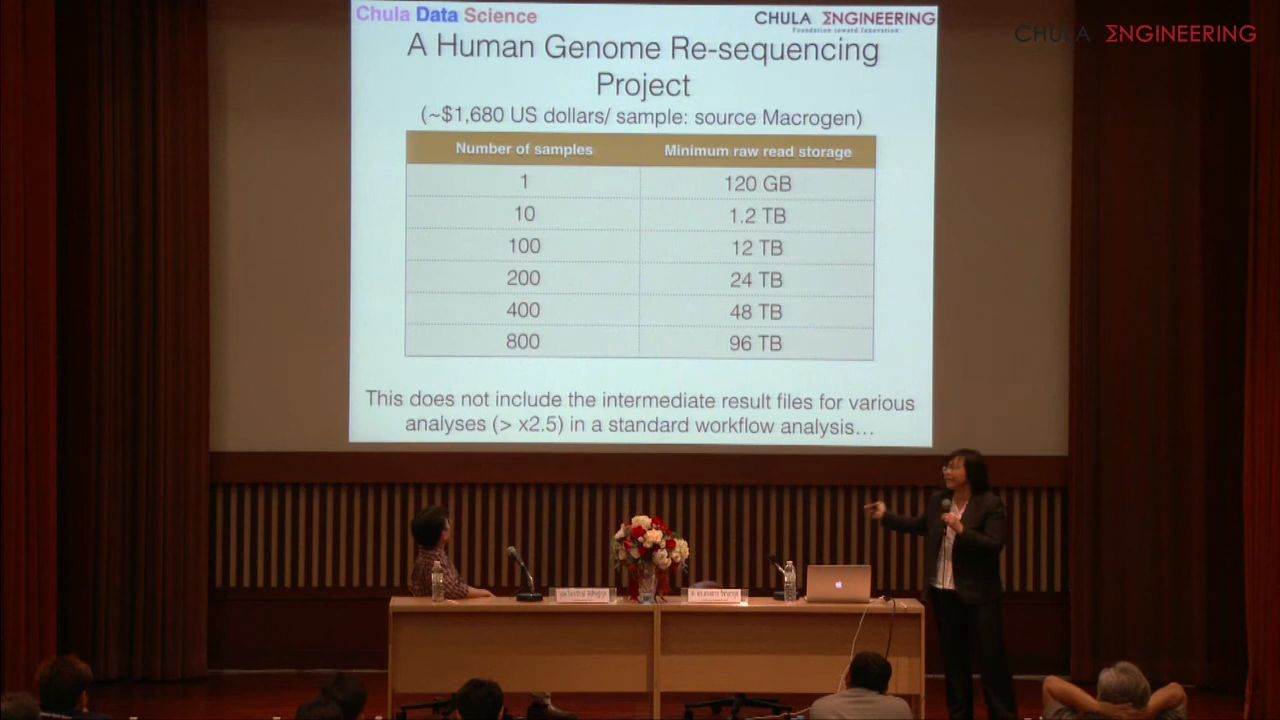 Chula Data Science
CHULA ΣNGINEERING
Foundation toward Innovation
CHULA ΣNGINEERING
A Human Genome Re-sequencing
Project
(~$1,680 US dollars/ sample: source Macrogen)
Number of samples Minimum raw read storage
1 120 GB
10 1.2 TB
100 12 TB
200 24 TB
400 48 TB
800 96 TB
This does not include the intermediate result files for various
analyses (> x2.5) in a standard workflow analysis…